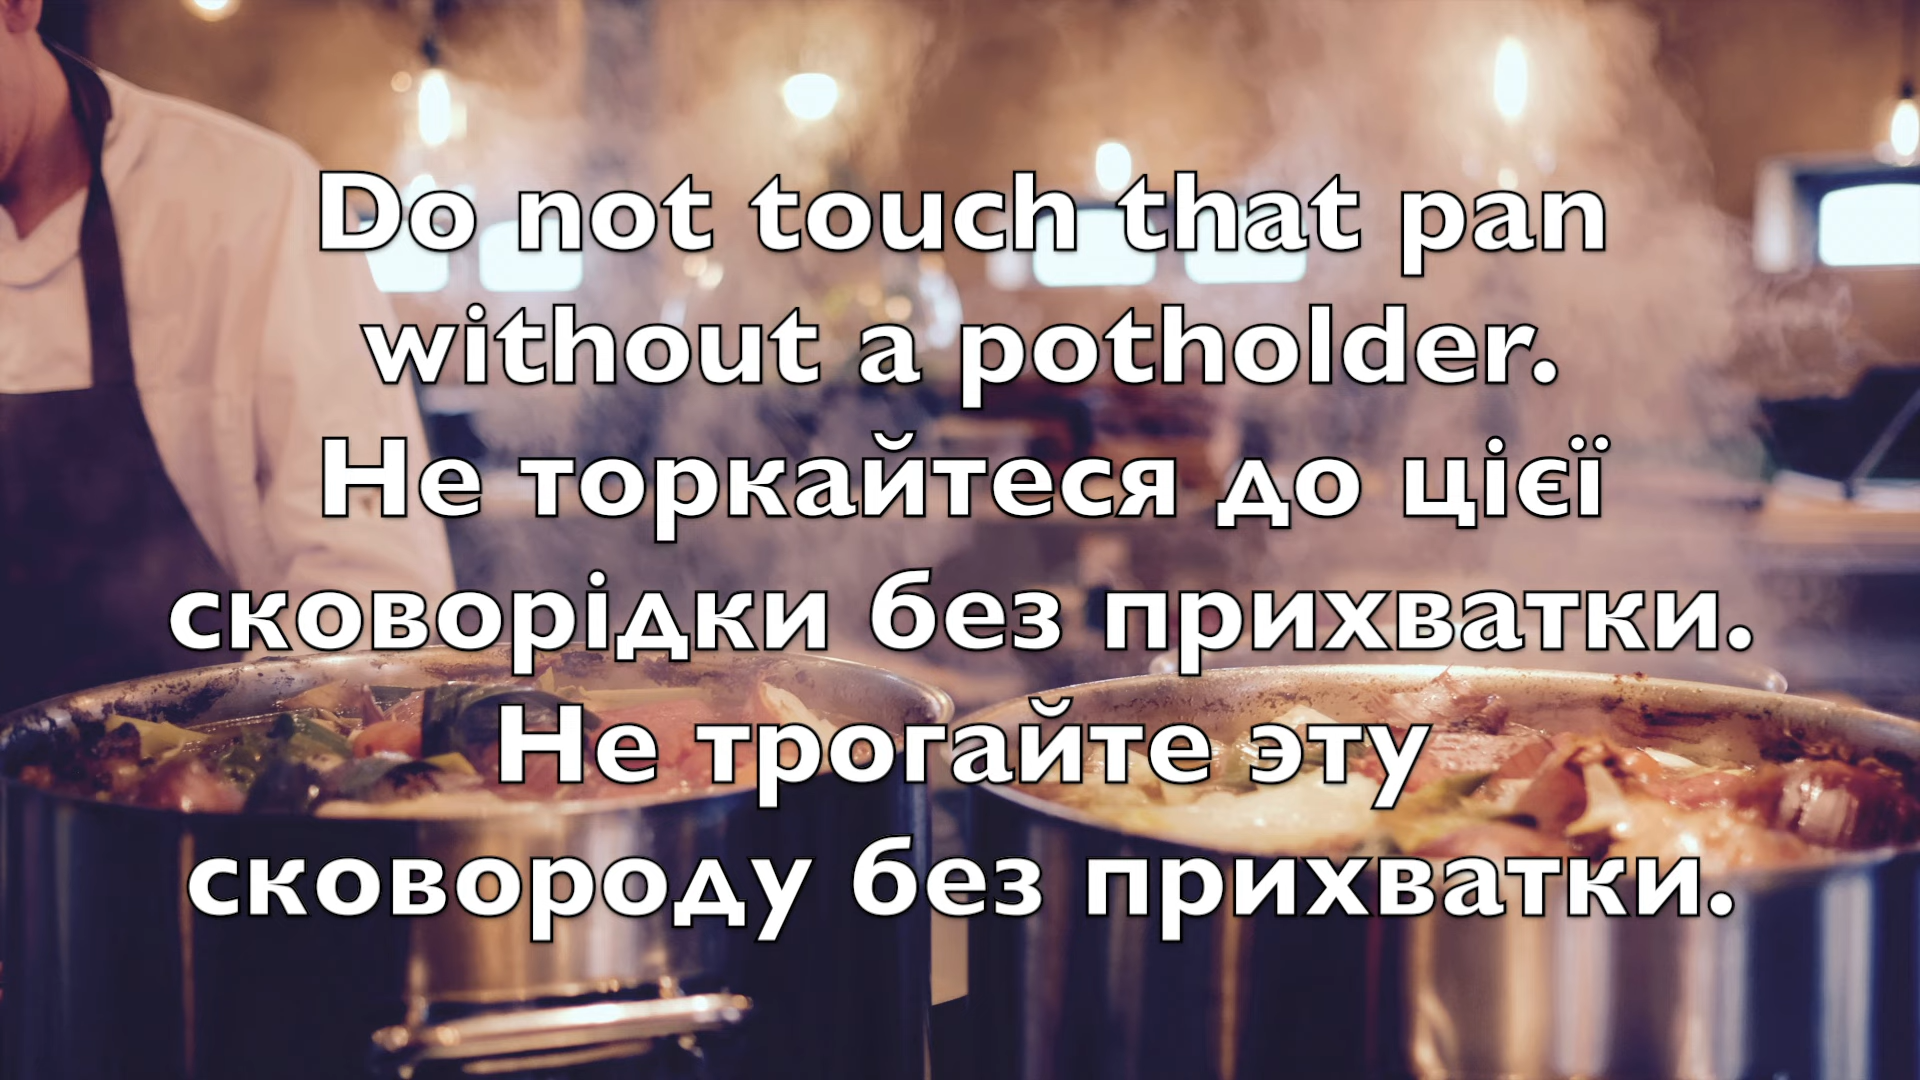 Do not touch that pan
without a potholder.
Не торкайтеся до цієї
сковорідки без прихватки.
Не трогайте эту
сковороду без прихватки.